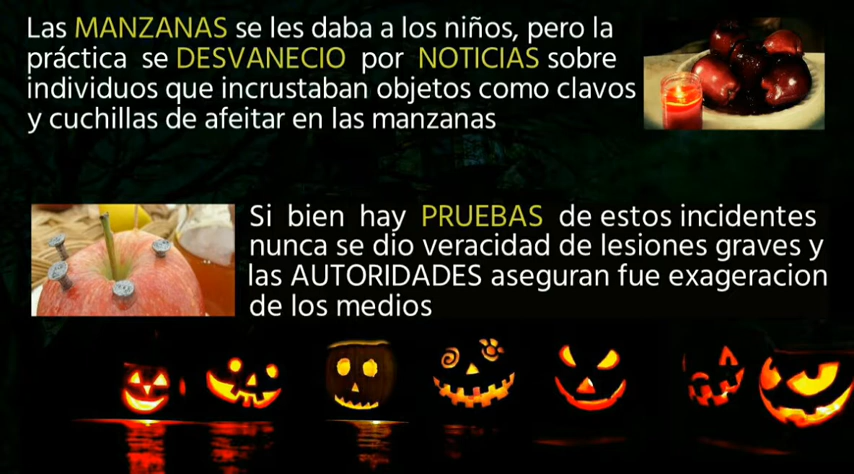 Las MANZANAS se les daba a los niños, pero la
práctica se DESVANECIO por NOTICIAS sobre
individuos que incrustaban objetos como clavos
y cuchillas de afeitar en las manzanas
Si bien hay PRUEBAS de estos incidentes
nunca se dio veracidad de lesiones graves y
las AUTORIDADES aseguran fue exageracion
de los medios